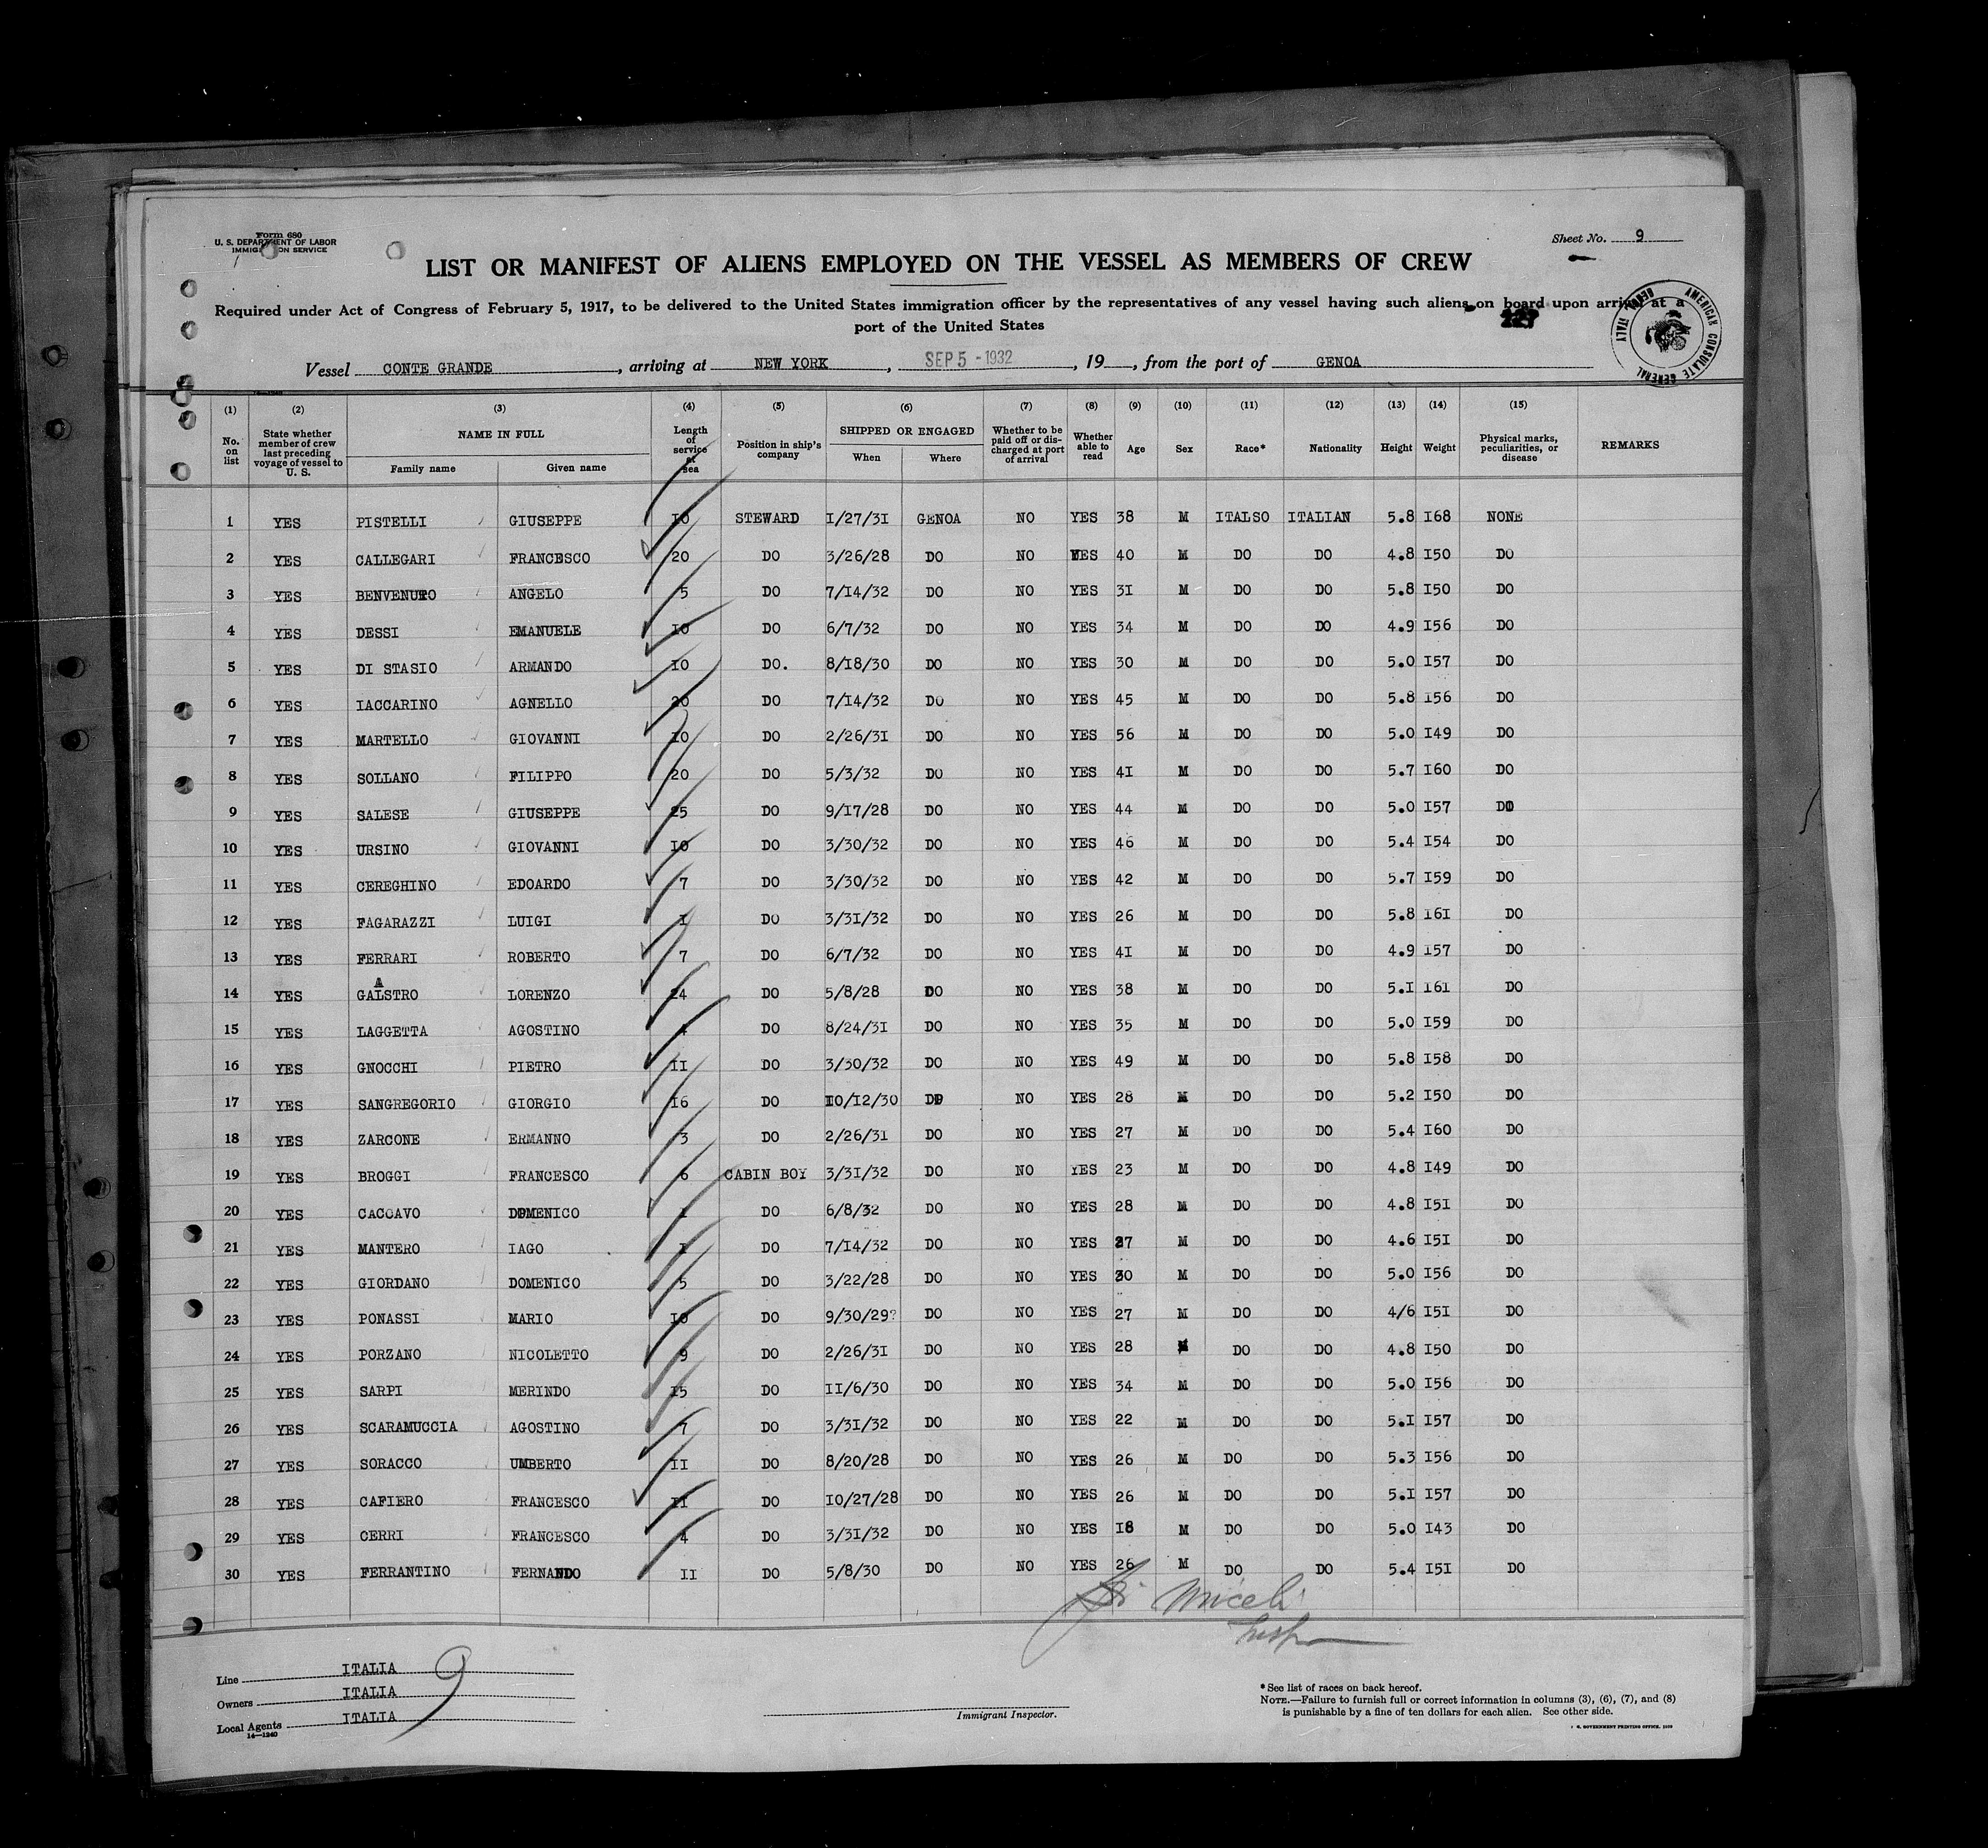 Form 680
U. S. DEPARTMENT OF LABOR
IMMIGRATION SERVICE
Sheet No. 9
LIST OR MANIFEST OF ALIENS EMPLOYED ON THE VESSEL AS MEMBERS OF CREW
Required under Act of Congress of February 5, 1917, to be delivered to the United States immigration officer by the representatives of any vessel having such aliens on board upon arrival at a
port of the United States
AMERICAN CONSULATE GENERAL GENOA, ITALY
Vessel CONTE GRANDE, arriving at NEW YORK, SEP 5 - 1932, 19, from the port of GENOA
(1) (2) (3) (4) (5) (6) (7) (8) (9) (10) (11) (12) (13) (14) (15)
No. on list | State whether member of crew last preceding voyage of vessel to U. S. | NAME IN FULL | Family name | Given name | Length of service at sea | Position in ship's company | SHIPPED OR ENGAGED | When | Where | Whether to be paid off or discharged at port of arrival | Whether able to read | Age | Sex | Race* | Nationality | Height | Weight | Physical marks, peculiarities, or disease | REMARKS
1 YES PISTELLI GIUSEPPE 10 STEWARD 1/27/31 GENOA NO YES 38 M ITALSO ITALIAN 5.8 168 NONE
2 YES CALLEGARI FRANCESCO 20 DO 3/26/28 DO NO YES 40 M DO DO 4.8 150 DO
3 YES BENVENUTO ANGELO 5 DO 7/14/32 DO NO YES 31 M DO DO 5.8 150 DO
4 YES DESSI EMANUELE 10 DO 6/7/32 DO NO YES 34 M DO DO 4.9 156 DO
5 YES DI STASIO ARMANDO 10 DO. 8/18/30 DO NO YES 30 M DO DO 5.0 157 DO
6 YES IACCARINO AGNELLO 20 DO 7/14/32 DO NO YES 45 M DO DO 5.8 156 DO
7 YES MARTELLO GIOVANNI 10 DO 2/26/31 DO NO YES 56 M DO DO 5.0 149 DO
8 YES SOLLANO FILIPPO 20 DO 5/3/32 DO NO YES 41 M DO DO 5.7 160 DO
9 YES SALESE GIUSEPPE 25 DO 9/17/28 DO NO YES 44 M DO DO 5.0 157 DO
10 YES URSINO GIOVANNI 10 DO 3/30/32 DO NO YES 46 M DO DO 5.4 154 DO
11 YES CEREGHINO EDOARDO 7 DO 3/30/32 DO NO YES 42 M DO DO 5.7 159 DO
12 YES FAGARAZZI LUIGI 1 DO 3/31/32 DO NO YES 26 M DO DO 5.8 161 DO
13 YES FERRARI ROBERTO 7 DO 6/7/32 DO NO YES 41 M DO DO 4.9 157 DO
14 YES GALSTRO LORENZO 24 DO 5/8/28 DO NO YES 38 M DO DO 5.1 161 DO
15 YES LAGGETTA AGOSTINO 4 DO 8/24/31 DO NO YES 35 M DO DO 5.0 159 DO
16 YES GNOCCHI PIETRO 11 DO 3/30/32 DO NO YES 49 M DO DO 5.8 158 DO
17 YES SANGREGORIO GIORGIO 16 DO 10/12/30 DO NO YES 28 M DO DO 5.2 150 DO
18 YES ZARCONE ERMANNO 3 DO 2/26/31 DO NO YES 27 M DO DO 5.4 160 DO
19 YES BROGGI FRANCESCO 6 CABIN BOY 3/31/32 DO NO YES 23 M DO DO 4.8 149 DO
20 YES CACCAVO DOMENICO 1 DO 6/8/32 DO NO YES 28 M DO DO 4.8 151 DO
21 YES MANTERO IAGO 1 DO 7/14/32 DO NO YES 27 M DO DO 4.6 151 DO
22 YES GIORDANO DOMENICO 5 DO 3/22/28 DO NO YES 30 M DO DO 5.0 156 DO
23 YES PONASSI MARIO 10 DO 9/30/29? DO NO YES 27 M DO DO 4/6 151 DO
24 YES PORZANO NICOLETTO 9 DO 2/26/31 DO NO YES 28 M DO DO 4.8 150 DO
25 YES SARPI MERINDO 15 DO 11/6/30 DO NO YES 34 M DO DO 5.0 156 DO
26 YES SCARAMUCCIA AGOSTINO 7 DO 3/31/32 DO NO YES 22 M DO DO 5.1 157 DO
27 YES SORACCO UMBERTO 11 DO 8/20/28 DO NO YES 26 M DO DO 5.3 156 DO
28 YES CAFIERO FRANCESCO 11 DO 10/27/28 DO NO YES 26 M DO DO 5.1 157 DO
29 YES CERRI FRANCESCO 4 DO 3/31/32 DO NO YES 18 M DO DO 5.0 143 DO
30 YES FERRANTINO FERNANDO 11 DO 5/8/30 DO NO YES 26 M DO DO 5.4 151 DO
Miceli
Insp
Line ITALIA
Owners ITALIA
Local Agents ITALIA
14—1240
9
Immigrant Inspector.
*See list of races on back hereof.
NOTE.—Failure to furnish full or correct information in columns (3), (6), (7), and (8)
is punishable by a fine of ten dollars for each alien. See other side.
GOVERNMENT PRINTING OFFICE